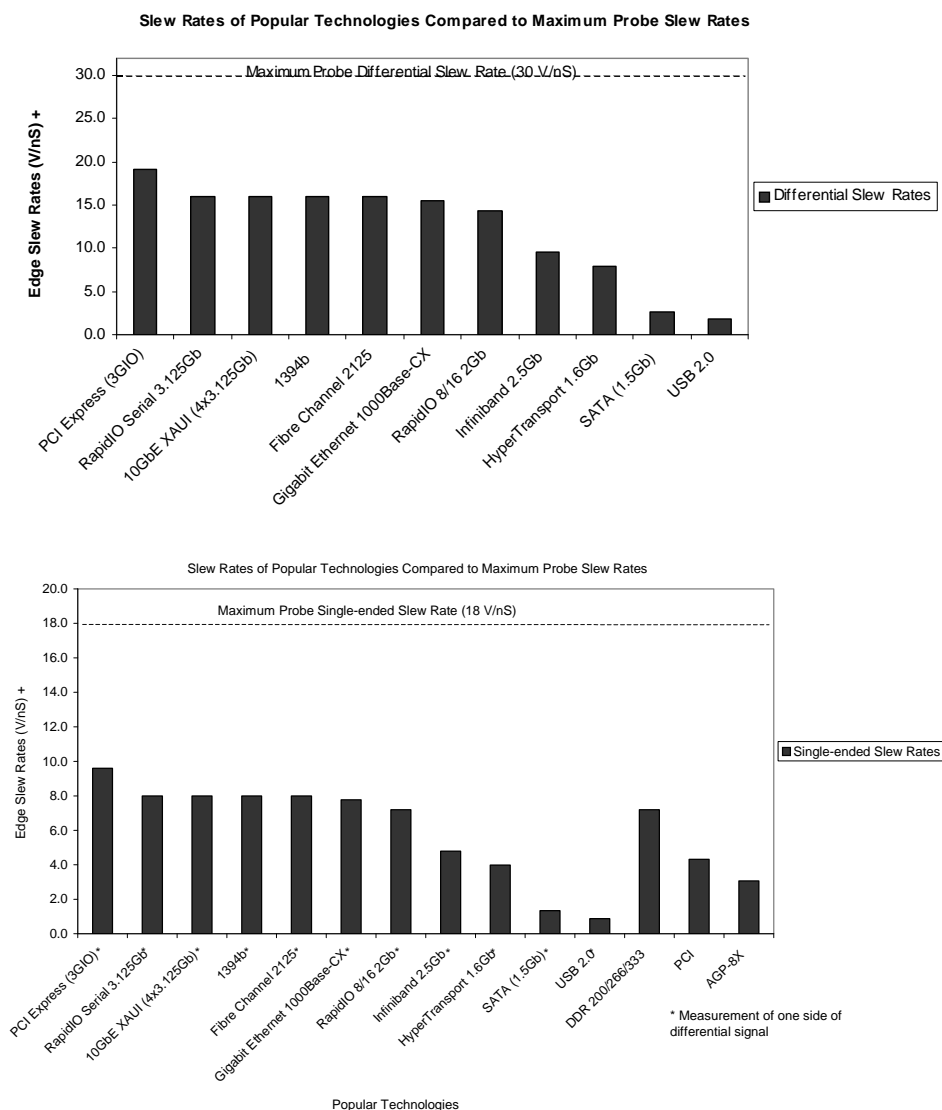 Slew Rates of Popular Technologies Compared to Maximum Probe Slew Rates
Maximum Probe Differential Slew Rate (30 V/nS)
Edge Slew Rates (V/nS) +
30.0
25.0
20.0
15.0
10.0
5.0
0.0
PCI Express (3GIO)
RapidIO Serial 3.125Gb
10GbE XAUI (4x3.125Gb)
1394b
Fibre Channel 2125
Gigabit Ethernet 1000Base-CX
RapidIO 8/16 2Gb
Infiniband 2.5Gb
HyperTransport 1.6Gb
SATA (1.5Gb)
USB 2.0
Differential Slew Rates
Slew Rates of Popular Technologies Compared to Maximum Probe Slew Rates
Maximum Probe Single-ended Slew Rate (18 V/nS)
Edge Slew Rates (V/nS) +
20.0
18.0
16.0
14.0
12.0
10.0
8.0
6.0
4.0
2.0
0.0
PCI Express (3GIO)*
RapidIO Serial 3.125Gb*
10GbE XAUI (4x3.125Gb)*
1394b*
Fibre Channel 2125*
Gigabit Ethernet 1000Base-CX*
RapidIO 8/16 2Gb*
Infiniband 2.5Gb*
HyperTransport 1.6Gb*
SATA (1.5Gb)*
USB 2.0*
DDR 200/266/333
PCI
AGP-8X
Single-ended Slew Rates
* Measurement of one side of
differential signal
Popular Technologies